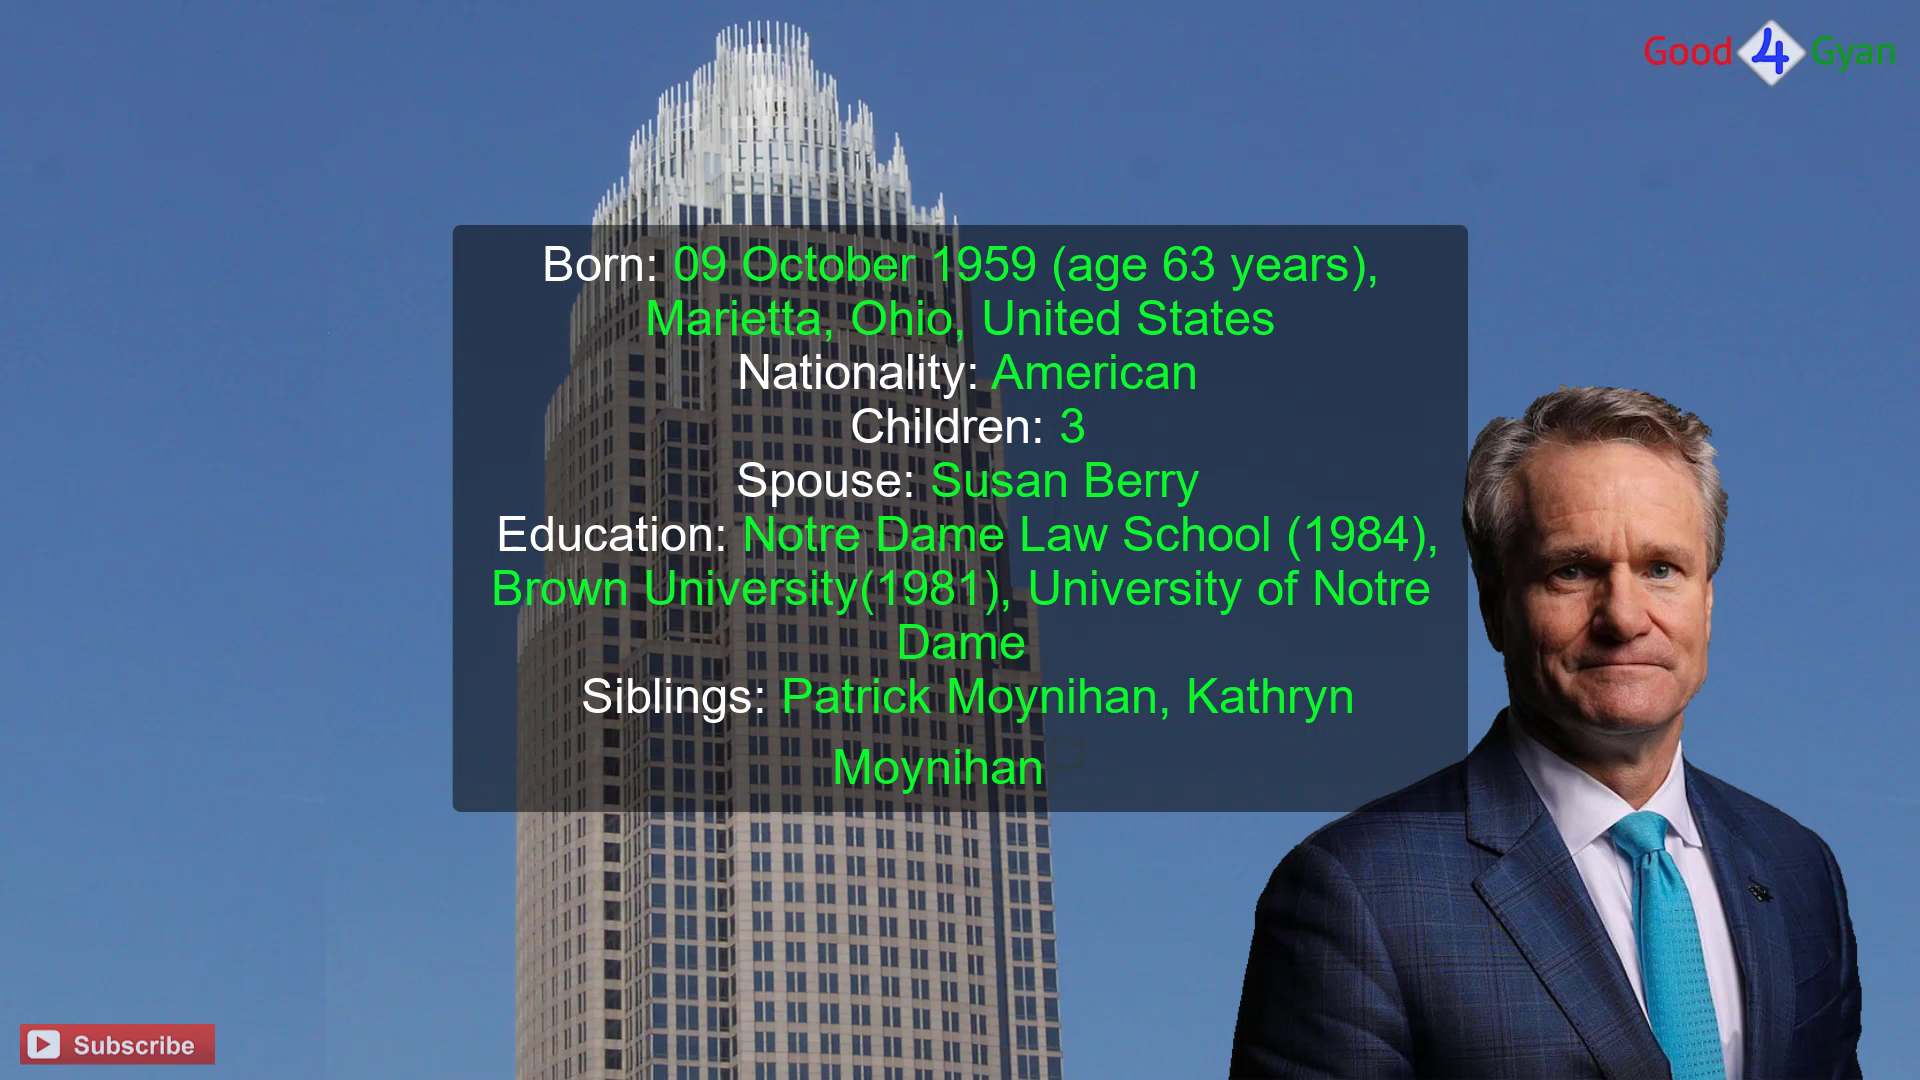 Good 4 Gyan
Born: 09 October 1959 (age 63 years),
Marietta, Ohio, United States
Nationality: American
Children: 3
Spouse: Susan Berry
Education: Notre Dame Law School (1984),
Brown University(1981), University of Notre
Dame
Siblings: Patrick Moynihan, Kathryn
Moynihan P
Subscribe